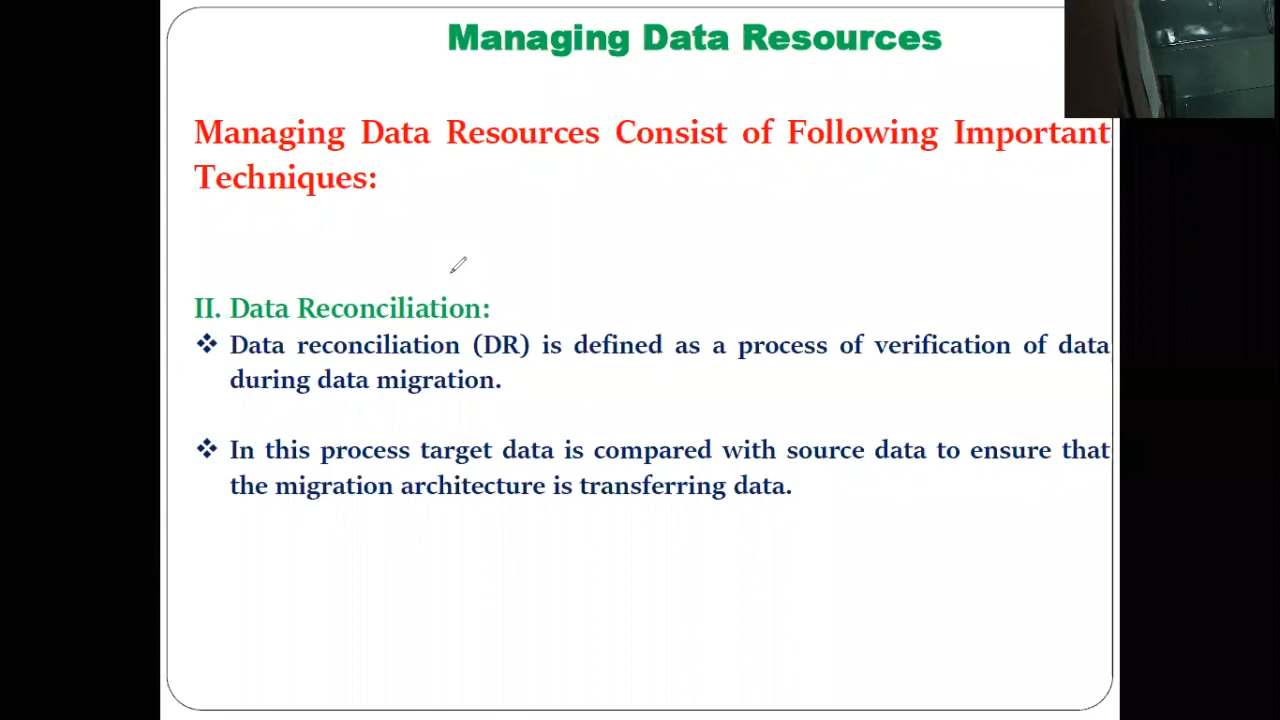 Managing Data Resources
Managing Data Resources Consist of Following Important
Techniques:
II. Data Reconciliation:
❖ Data reconciliation (DR) is defined as a process of verification of data
during data migration.
❖ In this process target data is compared with source data to ensure that
the migration architecture is transferring data.